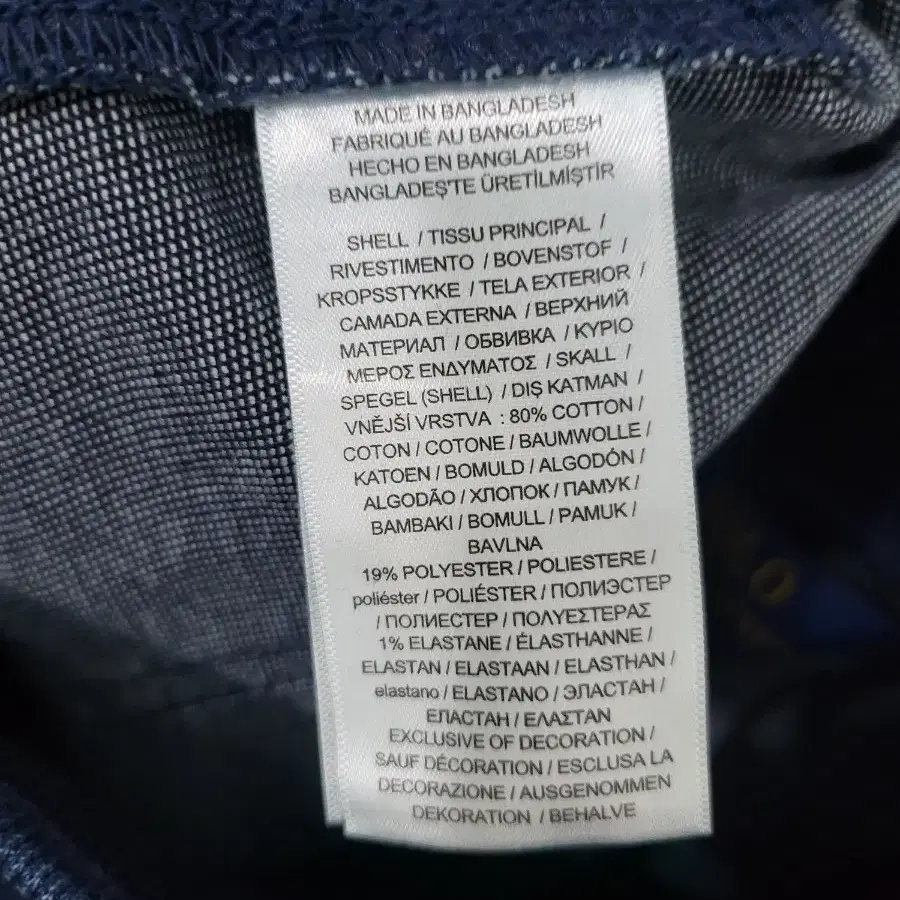 MADE IN BANGLADESH
FABRIQUÉ AU BANGLADESH
HECHO EN BANGLADESH
BANGLADEŞ'TE ÜRETİLMİŞTİR
SHELL / TISSU PRINCIPAL /
RIVESTIMENTO / BOVENSTOF /
KROPSSTYKKE / TELA EXTERIOR /
CAMADA EXTERNA / ВЕРХНИЙ
МАТЕРИАЛ / ОБВИВКА / ΚΥΡΙΟ
ΜΕΡΟΣ ΕΝΔΥΜΑΤΟΣ / SKALL /
SPEGEL (SHELL) / DIŞ KATMAN /
VNĚJŠÍ VRSTVA : 80% COTTON /
COTON / COTONE / BAUMWOLLE /
KATOEN / BOMULD / ALGODÓN /
ALGODÃO / ХЛОПОК / ПАМУК /
BAMBAKI / BOMULL / PAMUK /
BAVLNA
19% POLYESTER / POLIESTERE /
poliéster / POLIÉSTER / ПОЛИЭСТЕР
/ ПОЛИЕСТЕР / ΠΟΛΥΕΣΤΕΡΑΣ
1% ELASTANE / ÉLASTHANNE /
ELASTAN / ELASTAAN / ELASTHAN /
elastano / ELASTANO / ЭЛАСТАН /
ЕЛАСТАН / ΕΛΑΣΤΑΝ
EXCLUSIVE OF DECORATION /
SAUF DÉCORATION / ESCLUSA LA
DECORAZIONE / AUSGENOMMEN
DEKORATION / BEHALVE